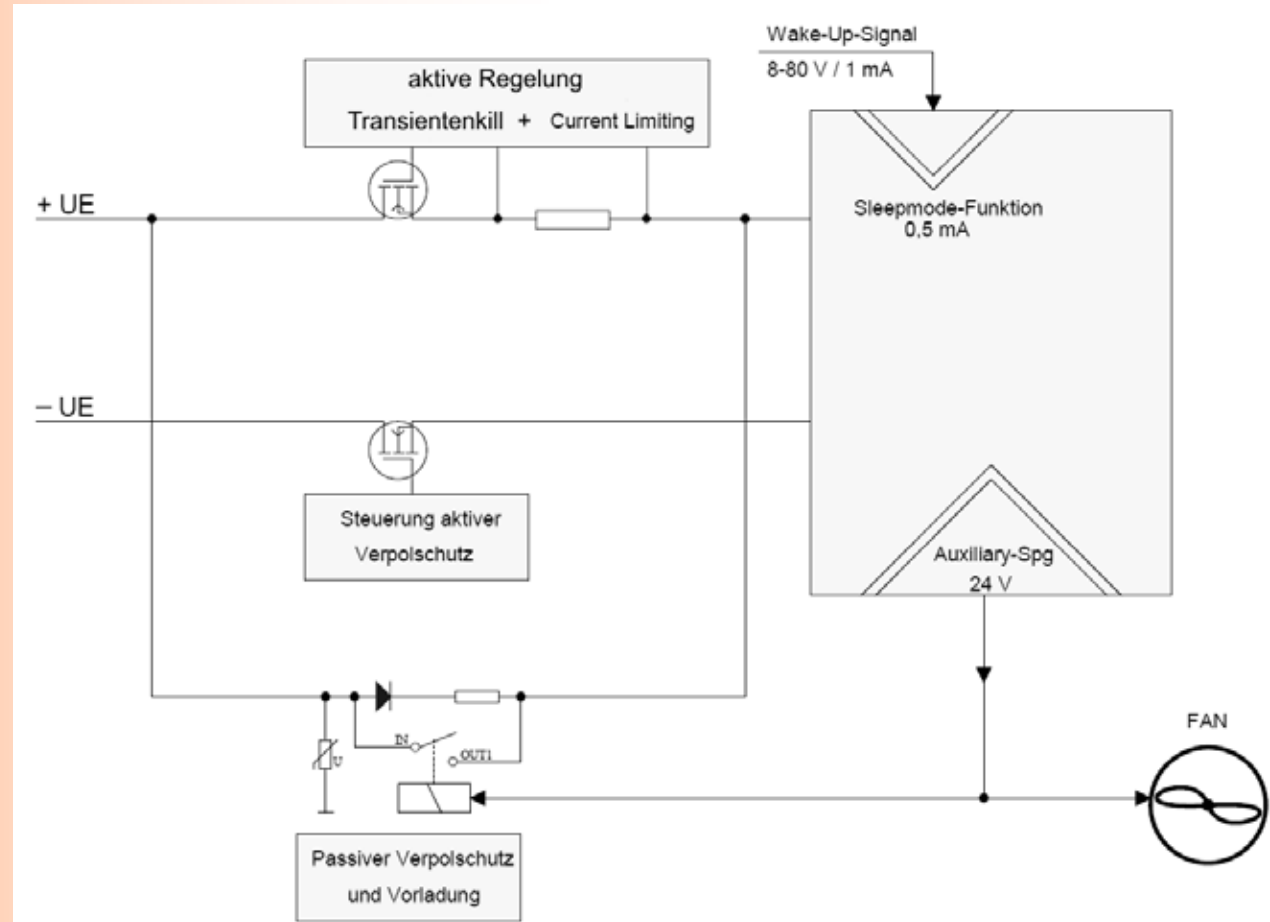 Wake-Up-Signal
8-80 V / 1 mA
aktive Regelung
Transientenkill + Current Limiting
+ UE
Sleepmode-Funktion
0,5 mA
– UE
Steuerung aktiver
Verpolschutz
Auxiliary-Spg
24 V
FAN
IN
OUT1
U
Passiver Verpolschutz
und Vorladung